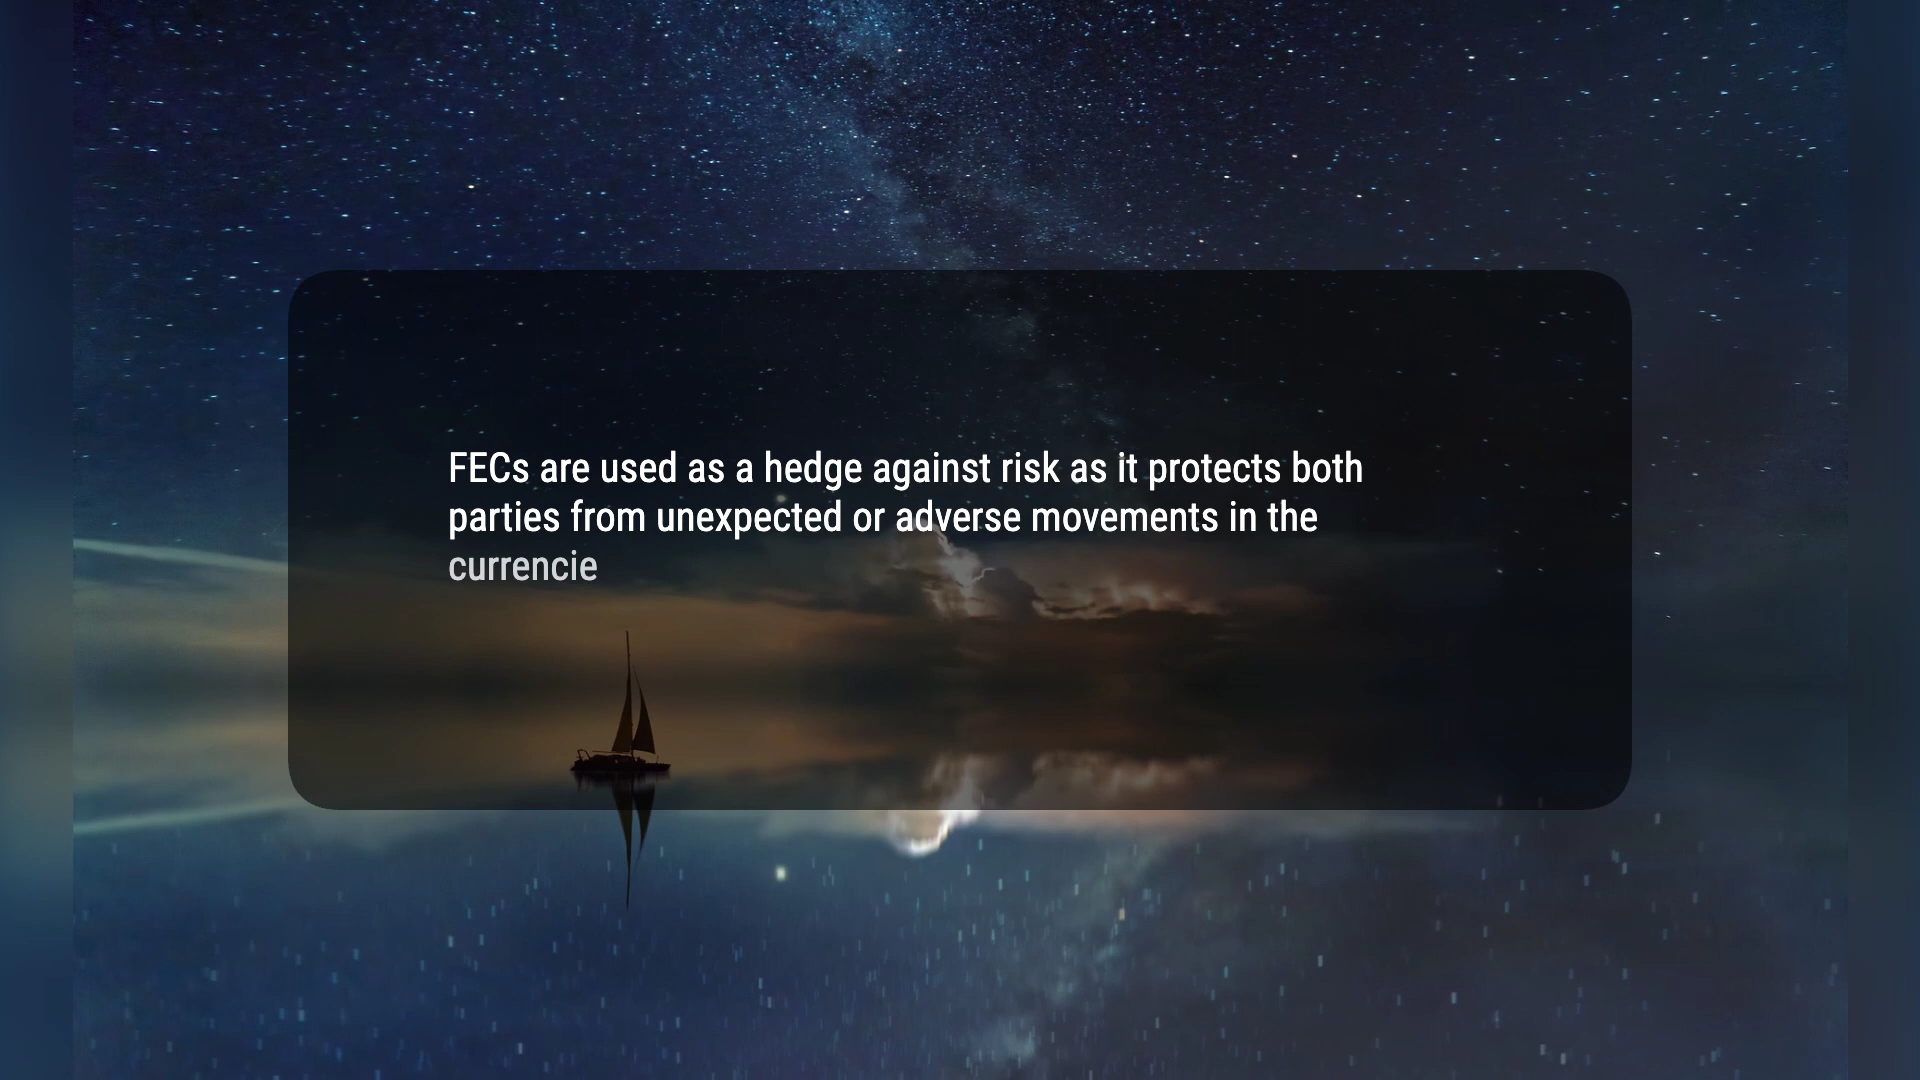 FECs are used as a hedge against risk as it protects both
parties from unexpected or adverse movements in the
currencie